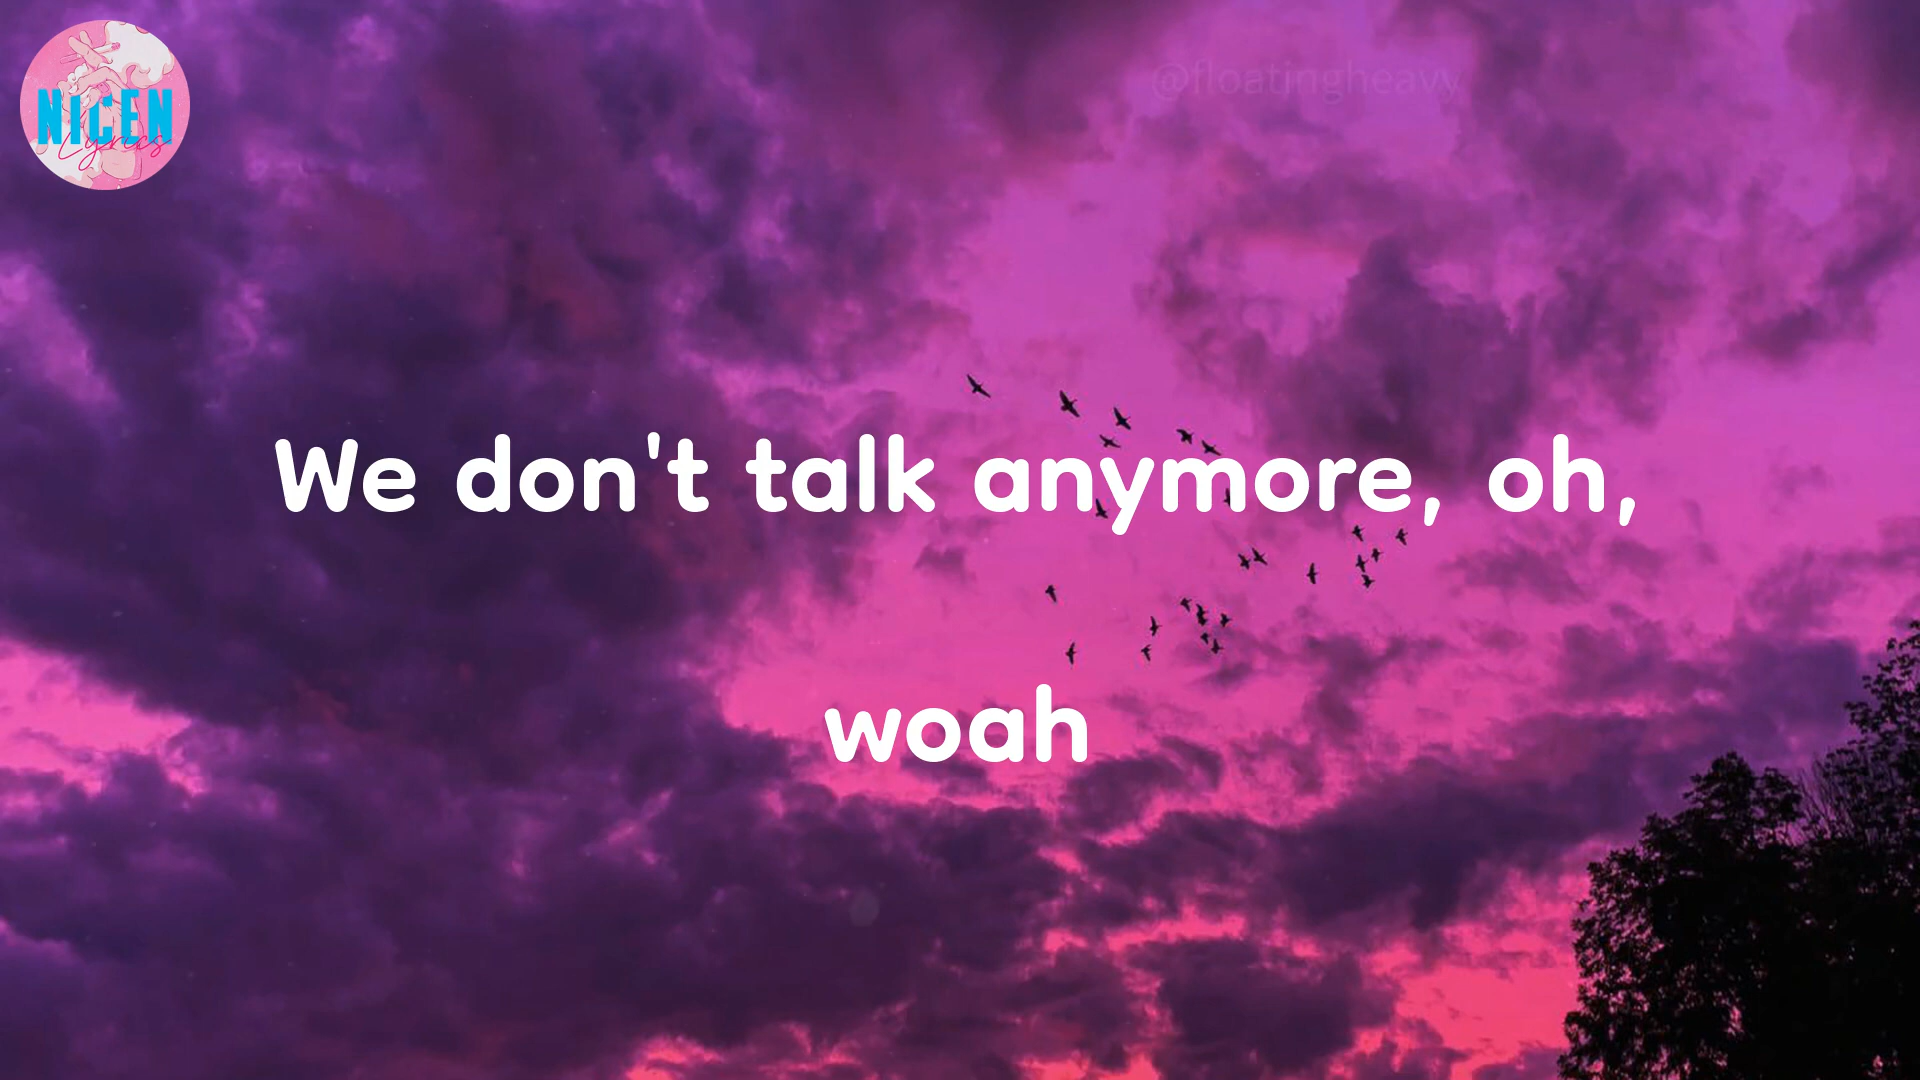 NICEN
Lyrics
@floatingheavy
We don't talk anymore, oh,
woah